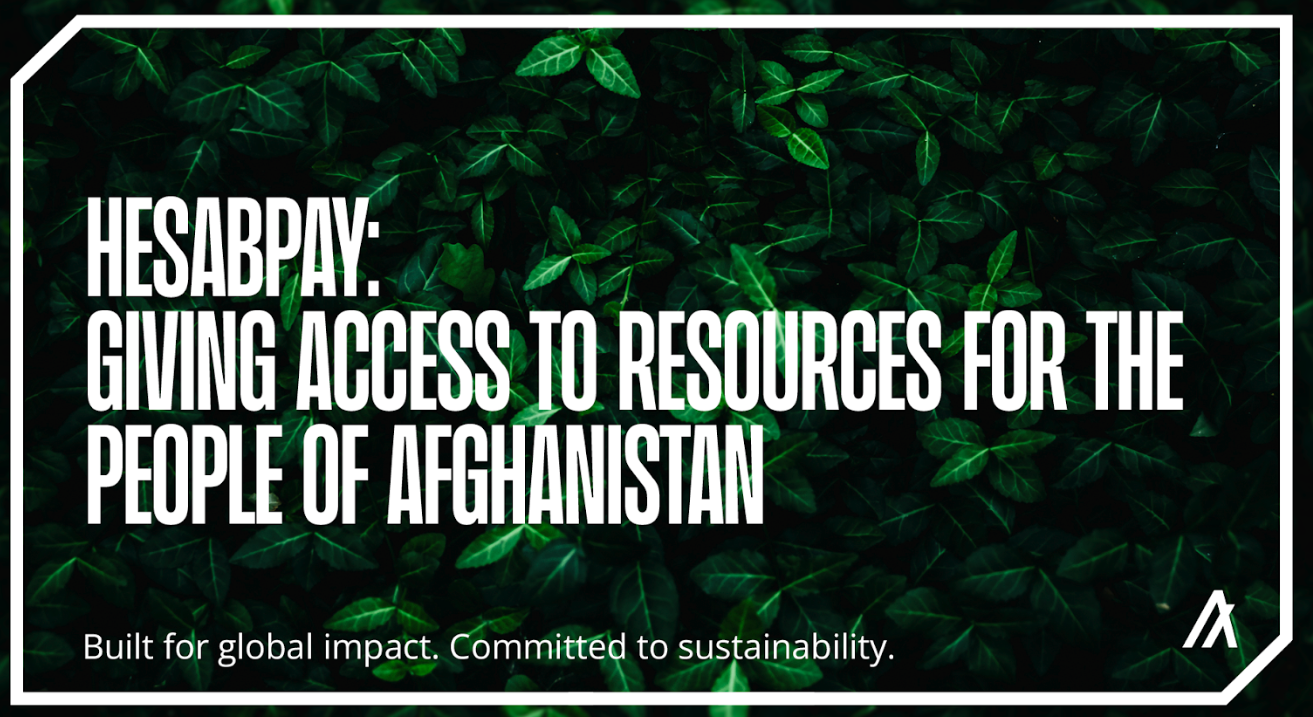 HESABPAY:
GIVING ACCESS TO RESOURCES FOR THE
PEOPLE OF AFGHANISTAN
Built for global impact. Committed to sustainability.